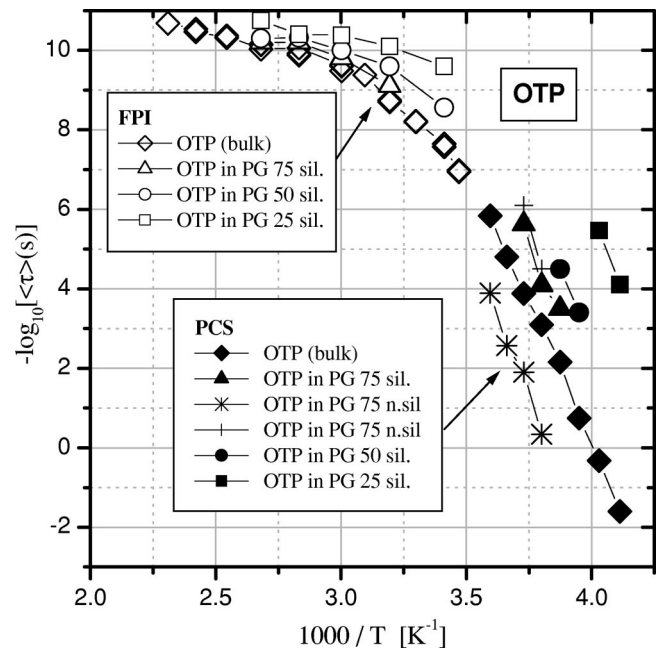 10
8
6
4
2
0
-2
-log10[<τ>(s)]
OTP
FPI
OTP (bulk)
OTP in PG 75 sil.
OTP in PG 50 sil.
OTP in PG 25 sil.
PCS
OTP (bulk)
OTP in PG 75 sil.
OTP in PG 75 n.sil
OTP in PG 75 n.sil
OTP in PG 50 sil.
OTP in PG 25 sil.
2.0 2.5 3.0 3.5 4.0
1000 / T [K⁻¹]